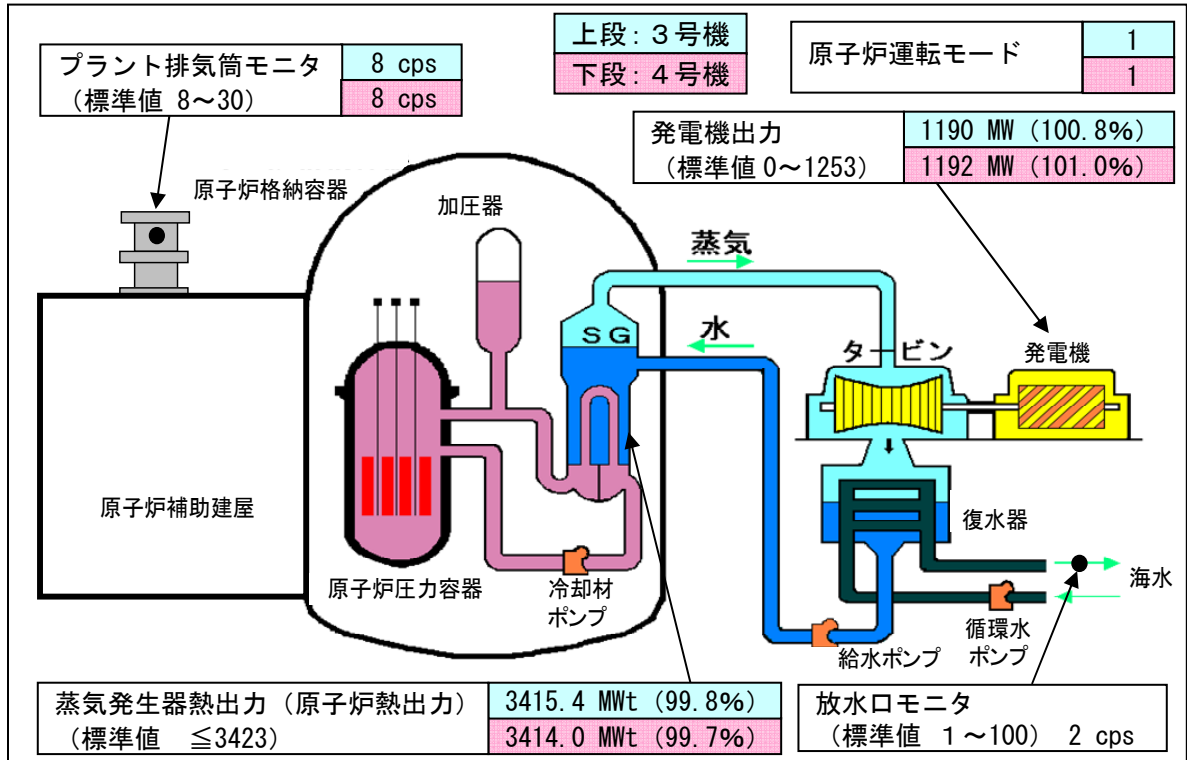 プラント排気筒モニタ
(標準値 8~30)
8 cps
8 cps
上段:3号機
下段:4号機
原子炉運転モード
1
1
発電機出力
(標準値0~1253)
1190 MW (100.8%)
1192 MW (101.0%)
原子炉格納容器
加圧器
蒸気
SG
水
タービン
発電機
原子炉補助建屋
復水器
海水
原子炉圧力容器
冷却材
ポンプ
給水ポンプ
循環水
ポンプ
蒸気発生器熱出力(原子炉熱出力)
(標準値 ≦3423)
3415.4 MWt (99.8%)
3414.0 MWt (99.7%)
放水口モニタ
(標準値 1~100) 2 cps